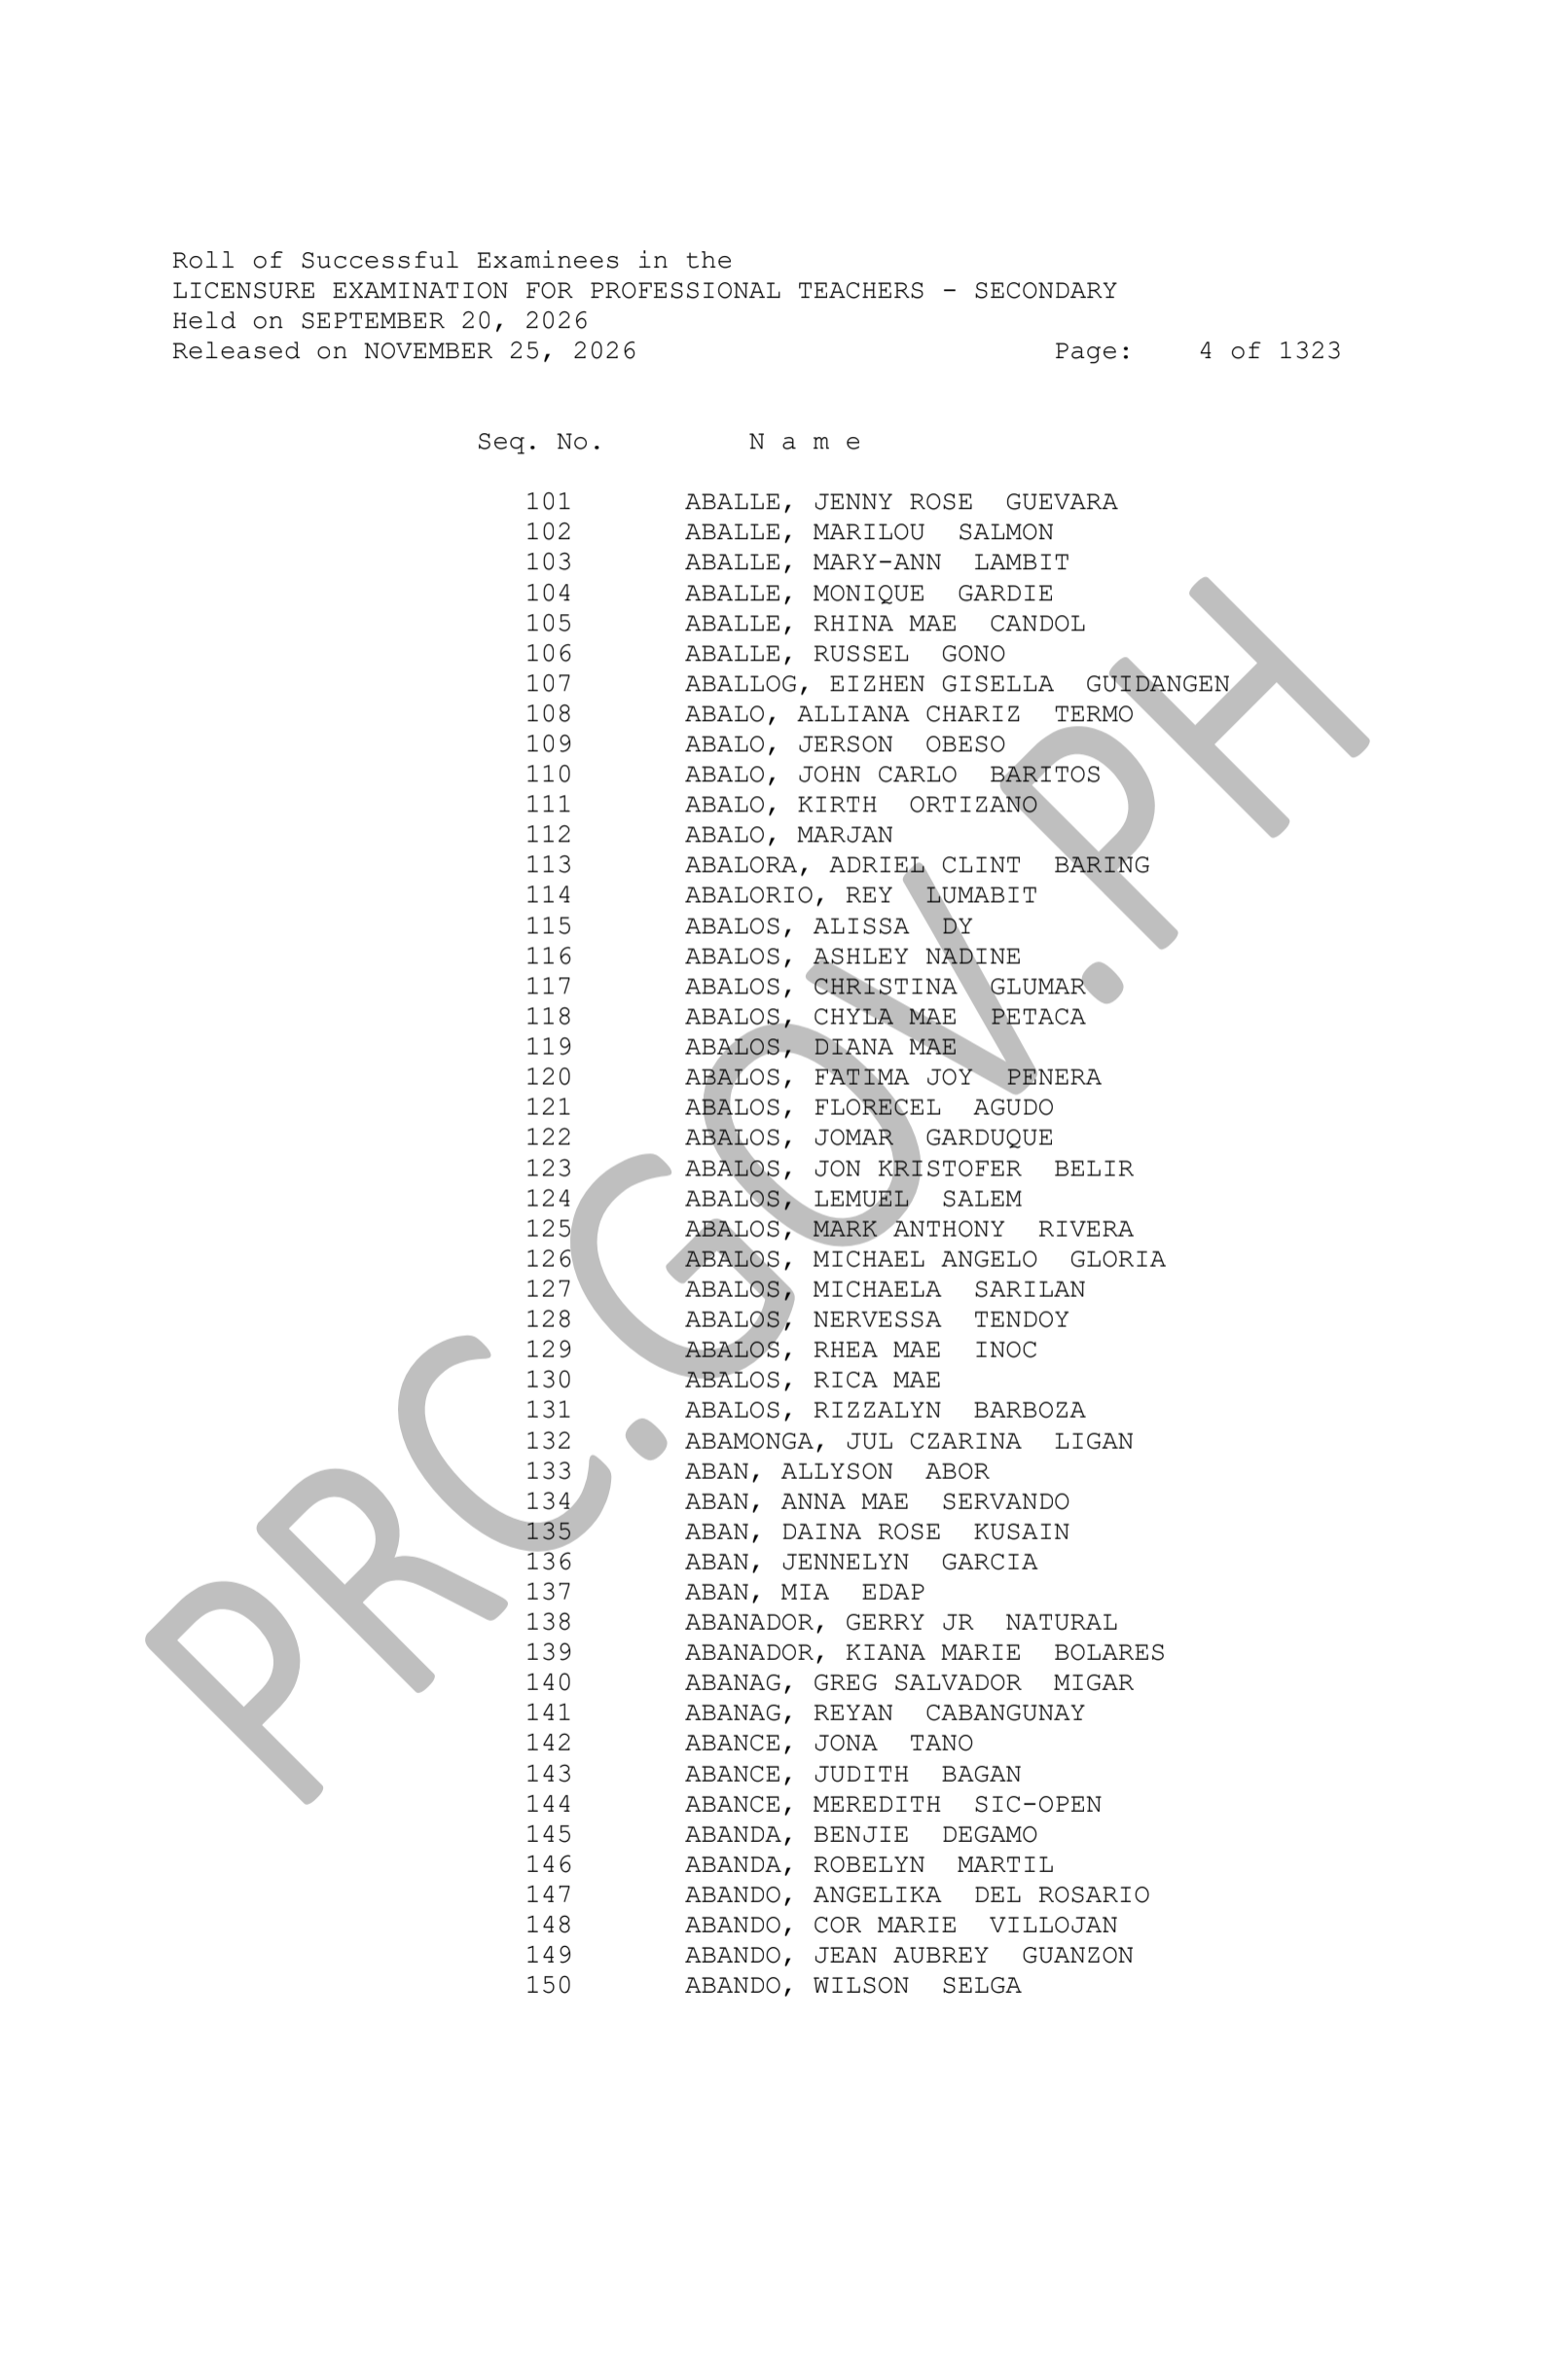 Roll of Successful Examinees in the
LICENSURE EXAMINATION FOR PROFESSIONAL TEACHERS - SECONDARY
Held on SEPTEMBER 20, 2026
Released on NOVEMBER 25, 2026 Page: 4 of 1323
Seq. No. N a m e
101 ABALLE, JENNY ROSE GUEVARA
102 ABALLE, MARILOU SALMON
103 ABALLE, MARY-ANN LAMBIT
104 ABALLE, MONIQUE GARDIE
105 ABALLE, RHINA MAE CANDOL
106 ABALLE, RUSSEL GONO
107 ABALLOG, EIZHEN GISELLA GUIDANGEN
108 ABALO, ALLIANA CHARIZ TERMO
109 ABALO, JERSON OBESO
110 ABALO, JOHN CARLO BARITOS
111 ABALO, KIRTH ORTIZANO
112 ABALO, MARJAN
113 ABALORA, ADRIEL CLINT BARING
114 ABALORIO, REY LUMABIT
115 ABALOS, ALISSA DY
116 ABALOS, ASHLEY NADINE
117 ABALOS, CHRISTINA GLUMAR
118 ABALOS, CHYLA MAE PETACA
119 ABALOS, DIANA MAE
120 ABALOS, FATIMA JOY PENERA
121 ABALOS, FLORECEL AGUDO
122 ABALOS, JOMAR GARDUQUE
123 ABALOS, JON KRISTOFER BELIR
124 ABALOS, LEMUEL SALEM
125 ABALOS, MARK ANTHONY RIVERA
126 ABALOS, MICHAEL ANGELO GLORIA
127 ABALOS, MICHAELA SARILAN
128 ABALOS, NERVESSA TENDOY
129 ABALOS, RHEA MAE INOC
130 ABALOS, RICA MAE
131 ABALOS, RIZZALYN BARBOZA
132 ABAMONGA, JUL CZARINA LIGAN
133 ABAN, ALLYSON ABOR
134 ABAN, ANNA MAE SERVANDO
135 ABAN, DAINA ROSE KUSAIN
136 ABAN, JENNELYN GARCIA
137 ABAN, MIA EDAP
138 ABANADOR, GERRY JR NATURAL
139 ABANADOR, KIANA MARIE BOLARES
140 ABANAG, GREG SALVADOR MIGAR
141 ABANAG, REYAN CABANGUNAY
142 ABANCE, JONA TANO
143 ABANCE, JUDITH BAGAN
144 ABANCE, MEREDITH SIC-OPEN
145 ABANDA, BENJIE DEGAMO
146 ABANDA, ROBELYN MARTIL
147 ABANDO, ANGELIKA DEL ROSARIO
148 ABANDO, COR MARIE VILLOJAN
149 ABANDO, JEAN AUBREY GUANZON
150 ABANDO, WILSON SELGA
PRC.GOV.PH